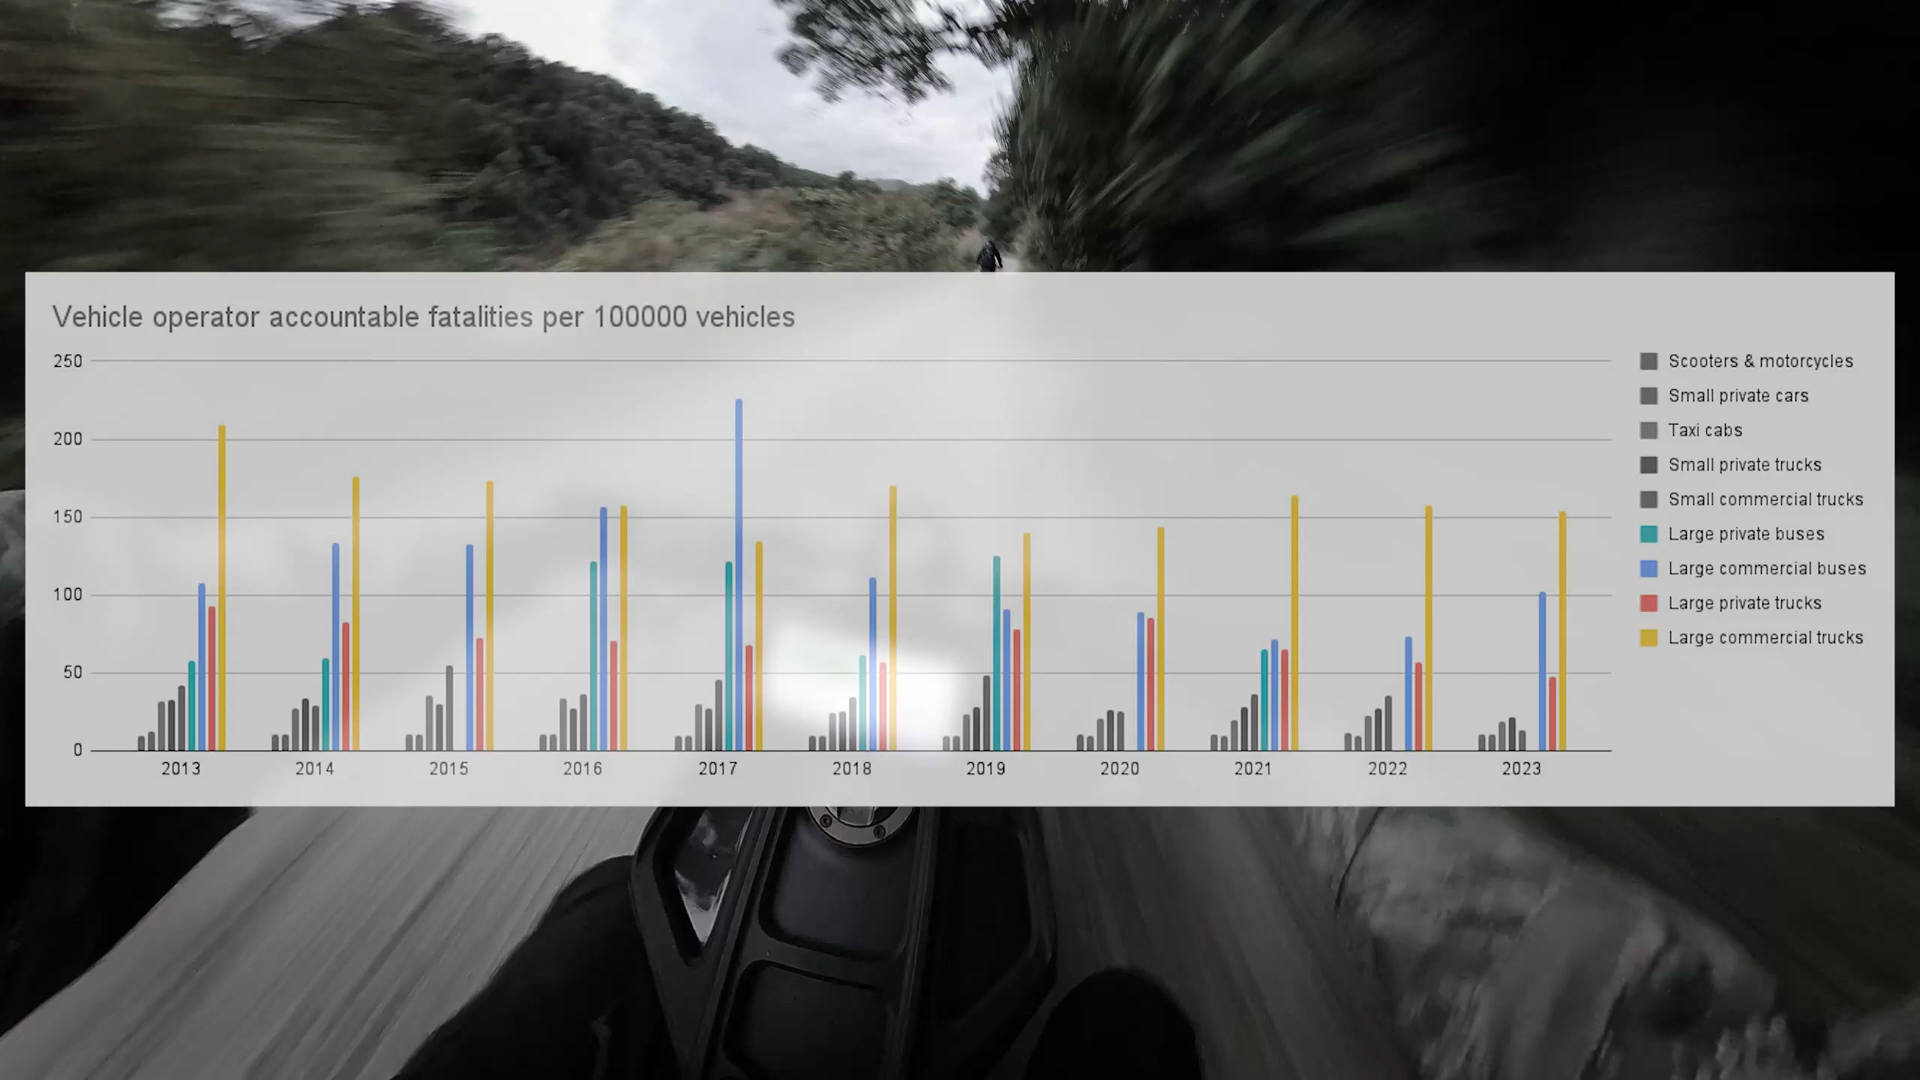 Vehicle operator accountable fatalities per 100000 vehicles
250
200
150
100
50
0
2013 2014 2015 2016 2017 2018 2019 2020 2021 2022 2023
Scooters & motorcycles
Small private cars
Taxi cabs
Small private trucks
Small commercial trucks
Large private buses
Large commercial buses
Large private trucks
Large commercial trucks